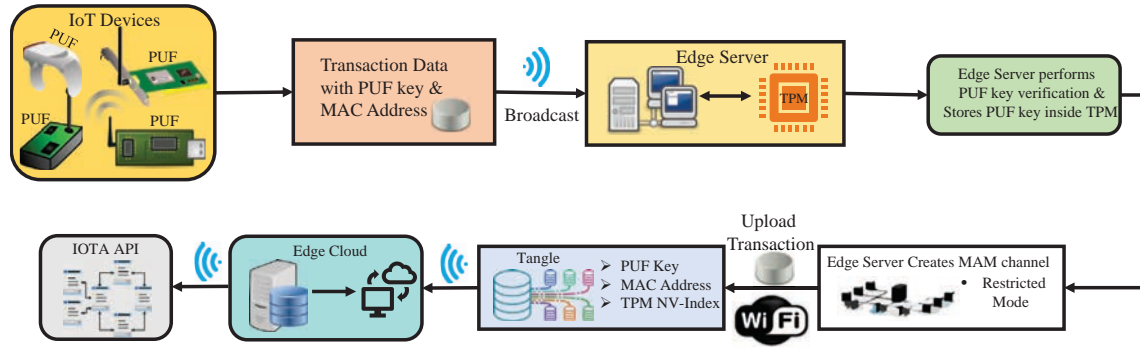 IoT Devices
PUF
PUF
PUF
PUF
Transaction Data
with PUF key &
MAC Address
Broadcast
Edge Server
TPM
Edge Server performs
PUF key verification &
Stores PUF key inside TPM
IOTA API
Edge Cloud
Tangle
➢ PUF Key
➢ MAC Address
➢ TPM NV-Index
Upload
Transaction
Wi Fi
Edge Server Creates MAM channel
• Restricted
Mode